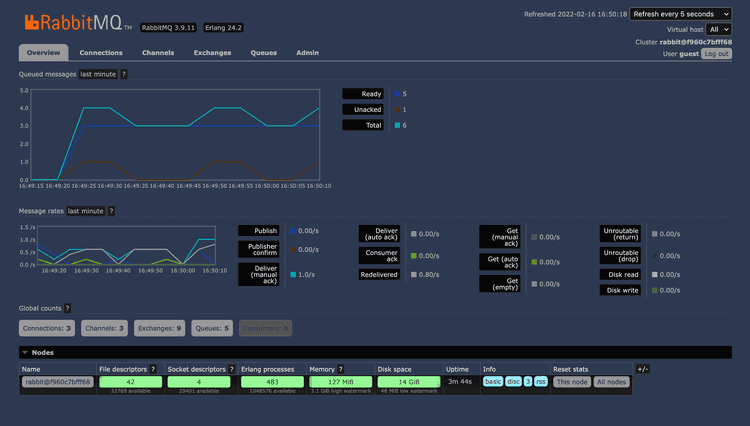 RabbitMQ TM RabbitMQ 3.9.11 Erlang 24.2
Refreshed 2022-02-16 16:50:18 Refresh every 5 seconds
Virtual host All
Cluster rabbit@f960c7bfff68
User guest Log out
Overview Connections Channels Exchanges Queues Admin
Queued messages last minute ?
5.0
4.0
3.0
2.0
1.0
0.0
16:49:15 16:49:20 16:49:25 16:49:30 16:49:35 16:49:40 16:49:45 16:49:50 16:49:55 16:50:00 16:50:05 16:50:10
Ready 5
Unacked 1
Total 6
Message rates last minute ?
1.5 /s
1.0 /s
0.5 /s
0.0 /s
16:49:20 16:49:30 16:49:40 16:49:50 16:50:00 16:50:10
Publish 0.00/s
Publisher confirm 0.00/s
Deliver (manual ack) 1.0/s
Deliver (auto ack) 0.00/s
Consumer ack 0.00/s
Redelivered 0.80/s
Get (manual ack) 0.00/s
Get (auto ack) 0.00/s
Get (empty) 0.00/s
Unroutable (return) 0.00/s
Unroutable (drop) 0.00/s
Disk read 0.00/s
Disk write 0.00/s
Global counts ?
Connections: 3 Channels: 3 Exchanges: 9 Queues: 5 Consumers: 3
Nodes
Name File descriptors ? Socket descriptors ? Erlang processes Memory ? Disk space Uptime Info Reset stats +/-
rabbit@f960c7bfff68 42 4 483 127 MiB 14 GiB 3m 44s basic disc 3 rss This node All nodes
32768 available 29401 available 1048576 available 3.1 GiB high watermark 48 MiB low watermark